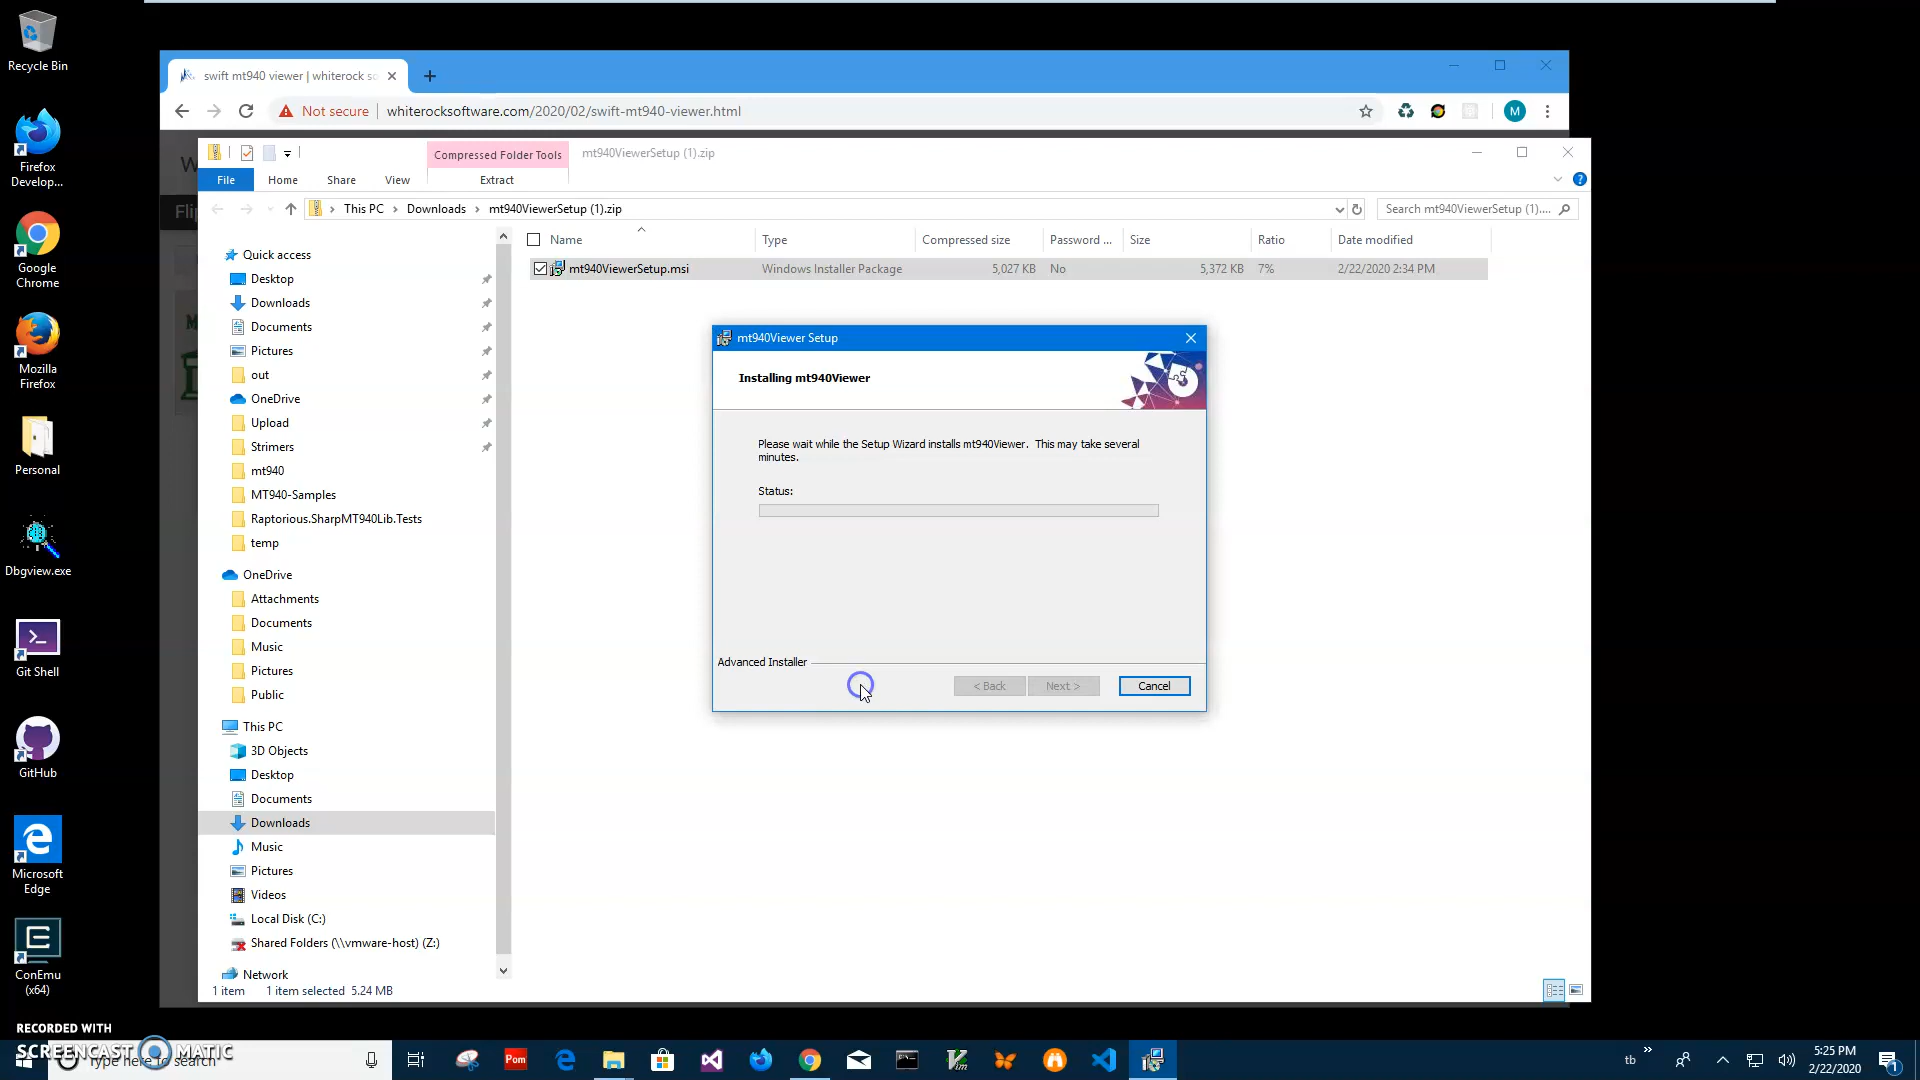 Recycle Bin
Firefox
Develop...
Google
Chrome
Mozilla
Firefox
Personal
Dbgview.exe
Git Shell
GitHub
Microsoft
Edge
ConEmu
(x64)
swift mt940 viewer | whiterock so
Not secure
whiterocksoftware.com/2020/02/swift-mt940-viewer.html
M
Compressed Folder Tools
mt940ViewerSetup (1).zip
File
Home
Share
View
Extract
This PC
Downloads
mt940ViewerSetup (1).zip
Search mt940ViewerSetup (1)....
Name
Type
Compressed size
Password ...
Size
Ratio
Date modified
mt940ViewerSetup.msi
Windows Installer Package
5,027 KB
No
5,372 KB
7%
2/22/2020 2:34 PM
Quick access
Desktop
Downloads
Documents
Pictures
out
OneDrive
Upload
Strimers
mt940
MT940-Samples
Raptorious.SharpMT940Lib.Tests
temp
OneDrive
Attachments
Documents
Music
Pictures
Public
This PC
3D Objects
Desktop
Documents
Downloads
Music
Pictures
Videos
Local Disk (C:)
Shared Folders (\\vmware-host) (Z:)
Network
1 item
1 item selected 5.24 MB
mt940Viewer Setup
Installing mt940Viewer
Please wait while the Setup Wizard installs mt940Viewer. This may take several
minutes.
Status:
Advanced Installer
< Back
Next >
Cancel
RECORDED WITH
SCREENCAST MATIC
Type here to search
Pom
tb
5:25 PM
2/22/2020
1